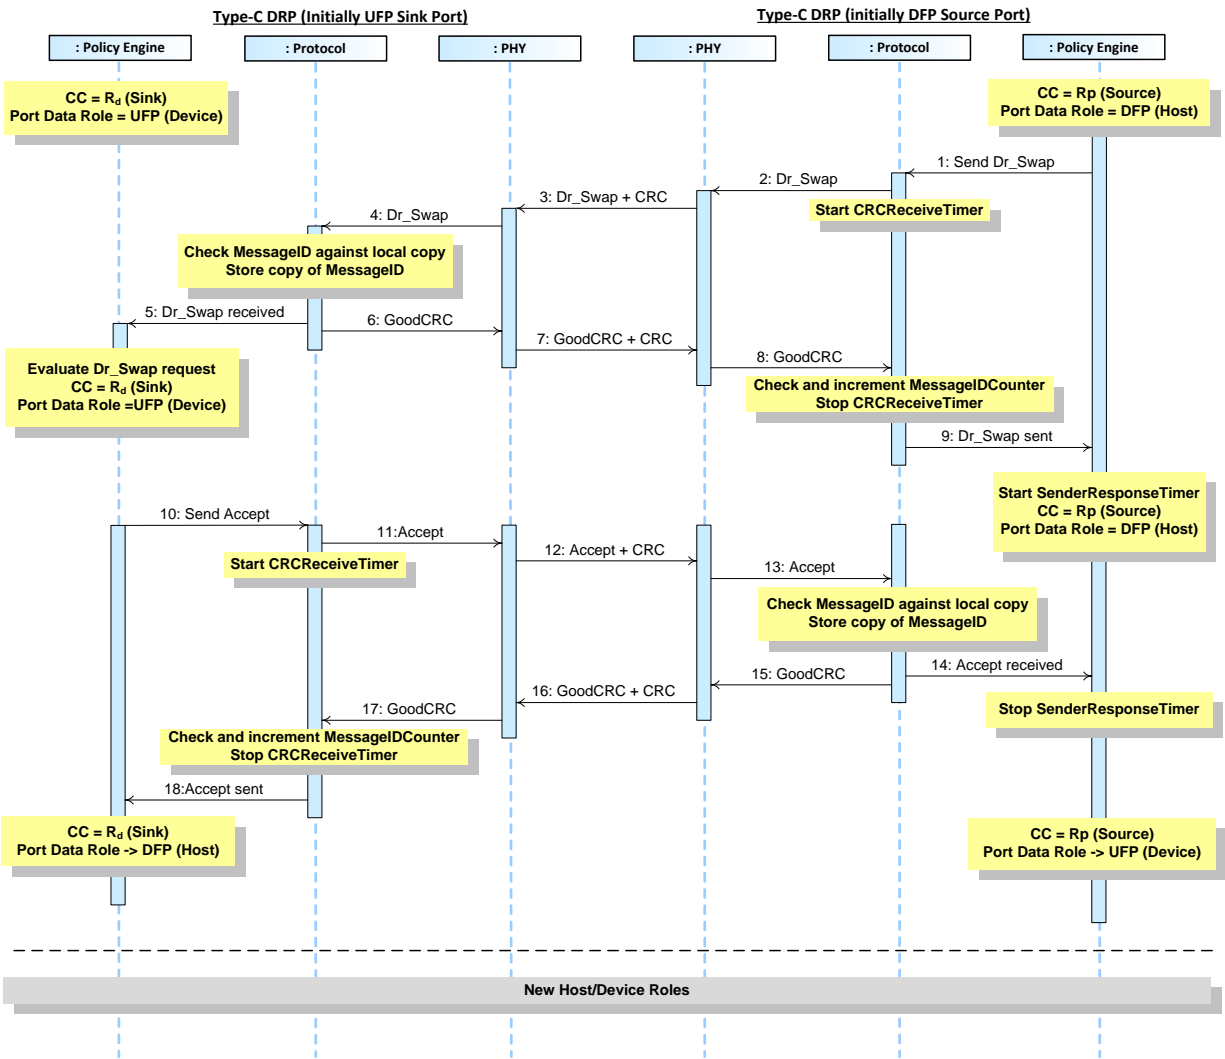 Type-C DRP (Initially UFP Sink Port)
Type-C DRP (initially DFP Source Port)
: Policy Engine
: Protocol
: PHY
: PHY
: Protocol
: Policy Engine
CC = Rd (Sink)
Port Data Role = UFP (Device)
CC = Rp (Source)
Port Data Role = DFP (Host)
1: Send Dr_Swap
2: Dr_Swap
3: Dr_Swap + CRC
Start CRCReceiveTimer
4: Dr_Swap
Check MessageID against local copy
Store copy of MessageID
5: Dr_Swap received
6: GoodCRC
7: GoodCRC + CRC
8: GoodCRC
Evaluate Dr_Swap request
CC = Rd (Sink)
Port Data Role =UFP (Device)
Check and increment MessageIDCounter
Stop CRCReceiveTimer
9: Dr_Swap sent
Start SenderResponseTimer
CC = Rp (Source)
Port Data Role = DFP (Host)
10: Send Accept
11:Accept
12: Accept + CRC
Start CRCReceiveTimer
13: Accept
Check MessageID against local copy
Store copy of MessageID
14: Accept received
15: GoodCRC
16: GoodCRC + CRC
17: GoodCRC
Stop SenderResponseTimer
Check and increment MessageIDCounter
Stop CRCReceiveTimer
18:Accept sent
CC = Rd (Sink)
Port Data Role -> DFP (Host)
CC = Rp (Source)
Port Data Role -> UFP (Device)
New Host/Device Roles